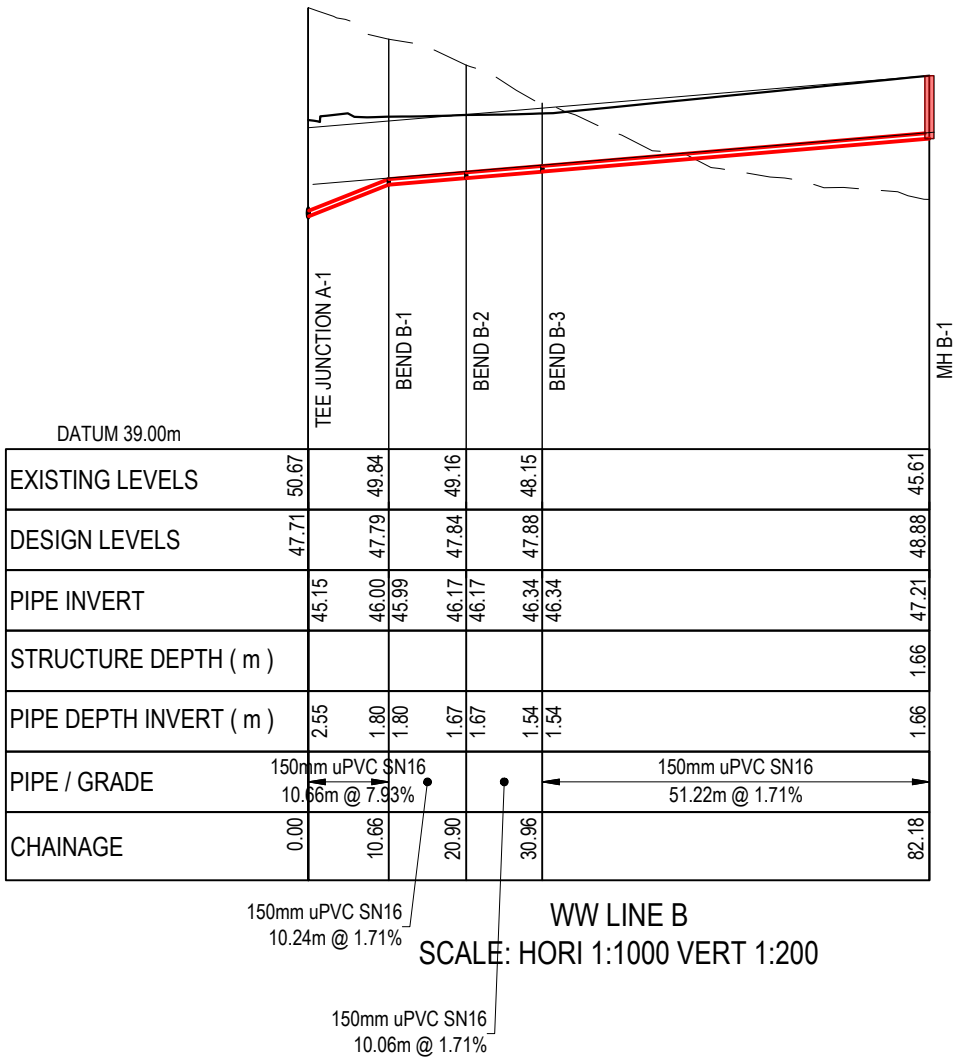 TEE JUNCTION A-1
BEND B-1
BEND B-2
BEND B-3
MH B-1
DATUM 39.00m
EXISTING LEVELS 50.67 49.84 49.16 48.15 45.61
DESIGN LEVELS 47.71 47.79 47.84 47.88 48.88
PIPE INVERT 45.15 46.00 45.99 46.17 46.17 46.34 46.34 47.21
STRUCTURE DEPTH ( m ) 1.66
PIPE DEPTH INVERT ( m ) 2.55 1.80 1.80 1.67 1.67 1.54 1.54 1.66
PIPE / GRADE
150mm uPVC SN16
10.66m @ 7.93%
150mm uPVC SN16
51.22m @ 1.71%
CHAINAGE 0.00 10.66 20.90 30.96 82.18
150mm uPVC SN16
10.24m @ 1.71%
WW LINE B
SCALE: HORI 1:1000 VERT 1:200
150mm uPVC SN16
10.06m @ 1.71%